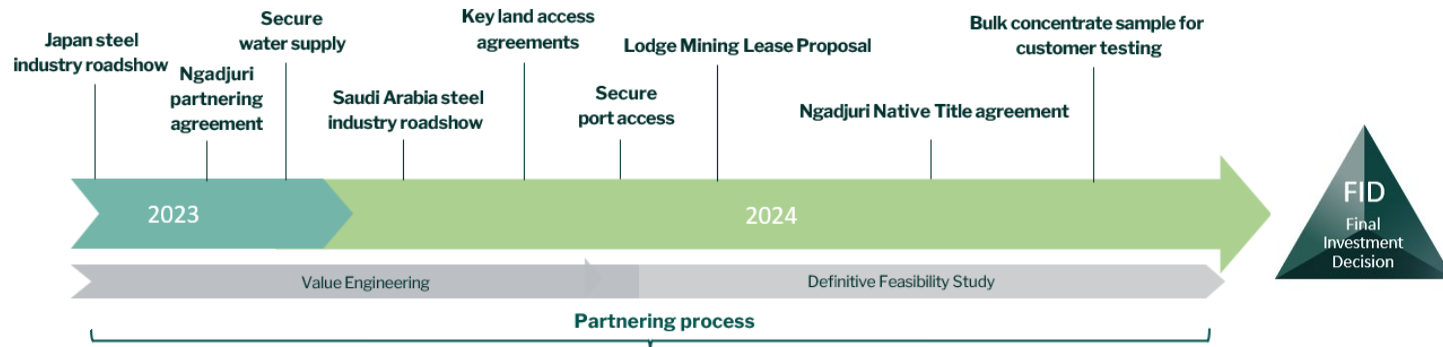 Japan steel
industry roadshow
Ngadjuri
partnering
agreement
Secure
water supply
Saudi Arabia steel
industry roadshow
Key land access
agreements
Secure
port access
Lodge Mining Lease Proposal
Ngadjuri Native Title agreement
Bulk concentrate sample for
customer testing
2023
2024
FID
Final
Investment
Decision
Value Engineering
Definitive Feasibility Study
Partnering process